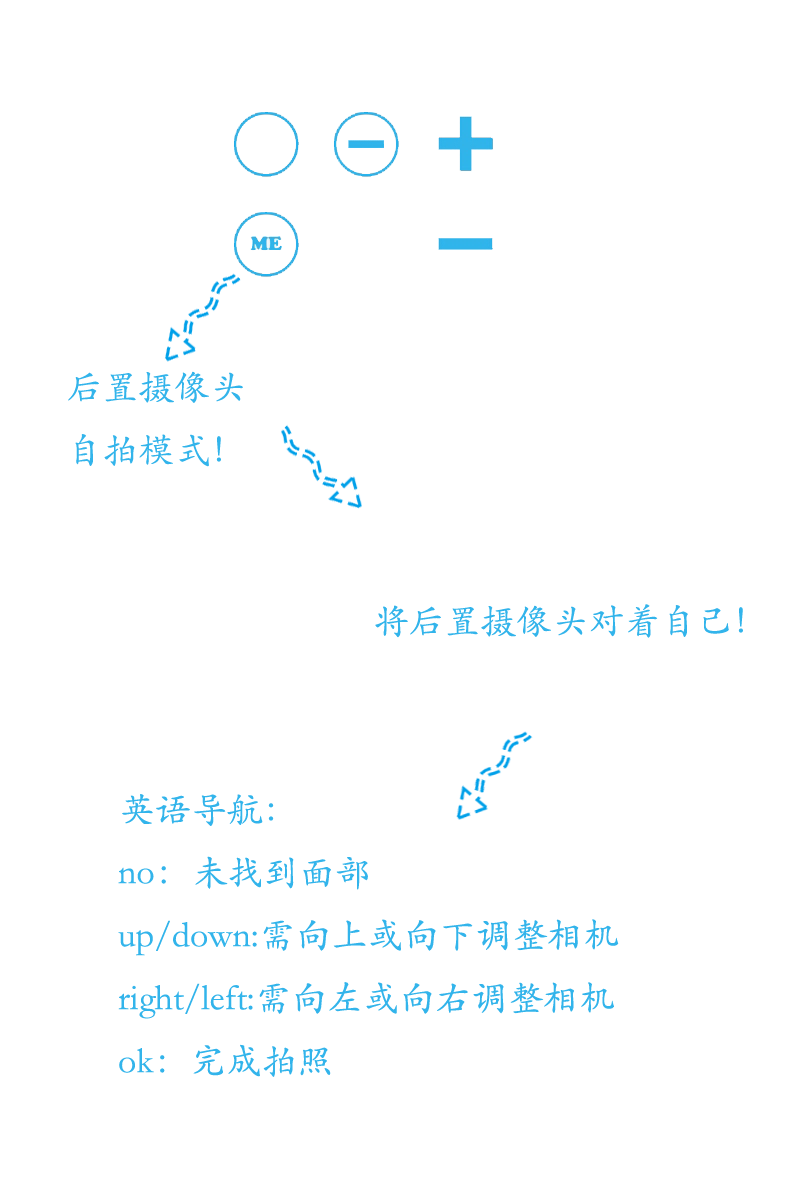 ME
后置摄像头
自拍模式!
将后置摄像头对着自己!
英语导航:
no: 未找到面部
up/down:需向上或向下调整相机
right/left:需向左或向右调整相机
ok: 完成拍照